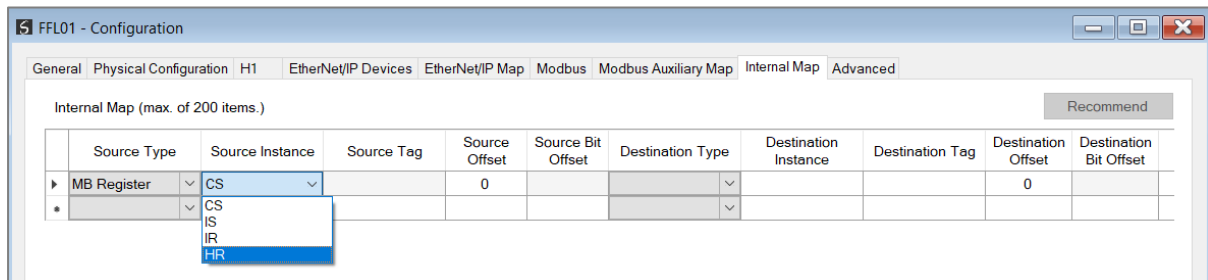 FFL01 - Configuration
General Physical Configuration H1 EtherNet/IP Devices EtherNet/IP Map Modbus Modbus Auxiliary Map Internal Map Advanced
Internal Map (max. of 200 items.) Recommend
Source Type Source Instance Source Tag Source Offset Source Bit Offset Destination Type Destination Instance Destination Tag Destination Offset Destination Bit Offset
MB Register CS 0 0
CS
IS
IR
HR